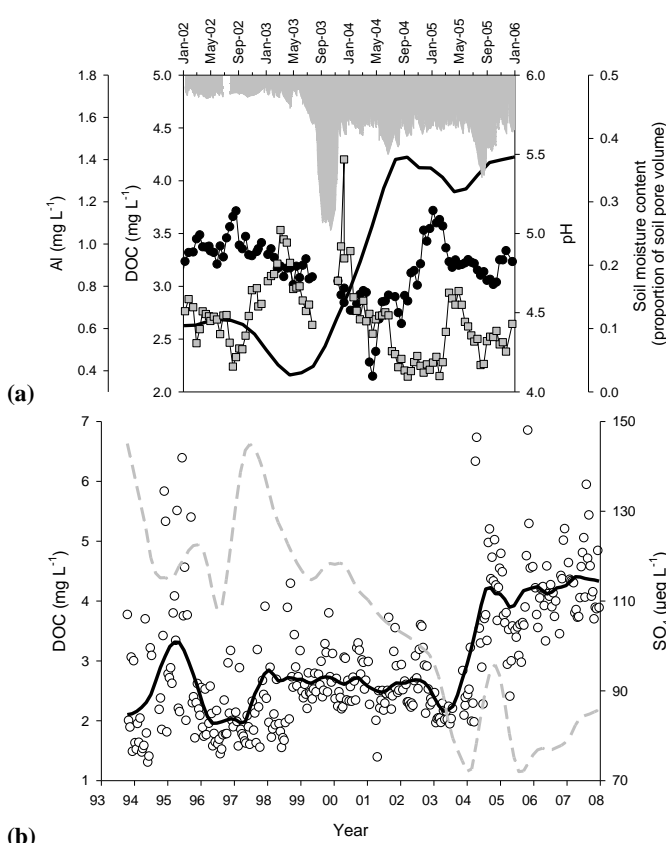 Jan-02
May-02
Sep-02
Jan-03
May-03
Sep-03
Jan-04
May-04
Sep-04
Jan-05
May-05
Sep-05
Jan-06
1.8 5.0 6.0 0.5
1.6
4.5
0.4
1.4 5.5
4.0
1.2
0.3
Al (mg L-1)
1.0
DOC (mg L-1)
3.5 5.0
pH
Soil moisture content
(proportion of soil pore volume)
0.2
0.8
3.0
0.6 4.5
0.1
2.5
0.4
(a) 2.0 4.0 0.0
7 150
6
130
5
DOC (mg L-1)
4
110
SO4 (µeq L-1)
3
90
2
1 70
93 94 95 96 97 98 99 00 01 02 03 04 05 06 07 08
Year
(b)